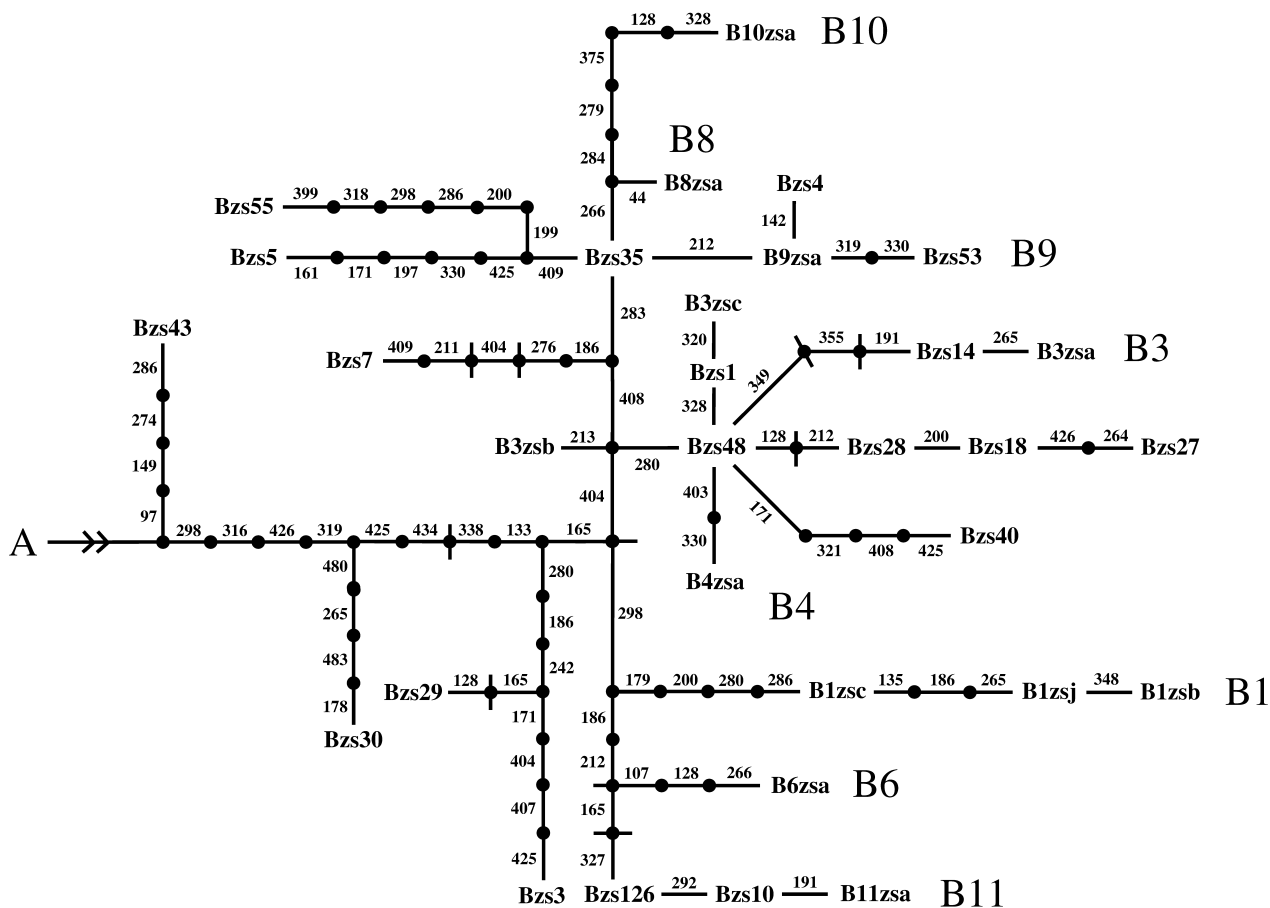 128 328 B10zsa B10
375
279
284 B8
B8zsa
44
266
Bzs4
142
399 318 298 286 200
Bzs55
199
Bzs5 Bzs35 212 B9zsa 319 330 Bzs53 B9
161 171 197 330 425 409
B3zsc
283
320
Bzs43
286
274
149
97
Bzs7 409 211 404 276 186
Bzs1
328
408
349
355 191 Bzs14 265 B3zsa B3
B3zsb 213 280 Bzs48 128 212 Bzs28 200 Bzs18 426 264 Bzs27
403
330
B4zsa
B4
171
321 408 425 Bzs40
404
A 298 316 426 319 425 434 338 133 165
480
265
483
178
Bzs30
280
186
242
Bzs29 128 165
171
404
407
425
Bzs3
298
179 200 280 286 B1zsc 135 186 265 B1zsj 348 B1zsb B1
186
212
107 128 266 B6zsa B6
165
327
Bzs126 292 Bzs10 191 B11zsa B11